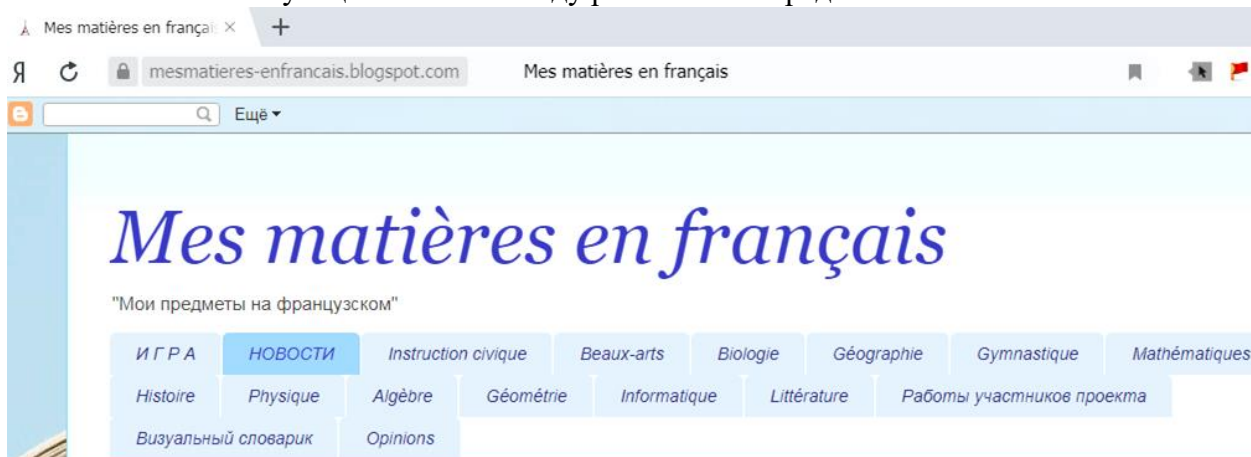 Mes matières en françai
mesmatieres-enfrancais.blogspot.com Mes matières en français
Ещё
Mes matières en français
"Мои предметы на французском"
ИГРА НОВОСТИ Instruction civique Beaux-arts Biologie Géographie Gymnastique Mathématiques
Histoire Physique Algèbre Géométrie Informatique Littérature Работы участников проекта
Визуальный словарик Opinions